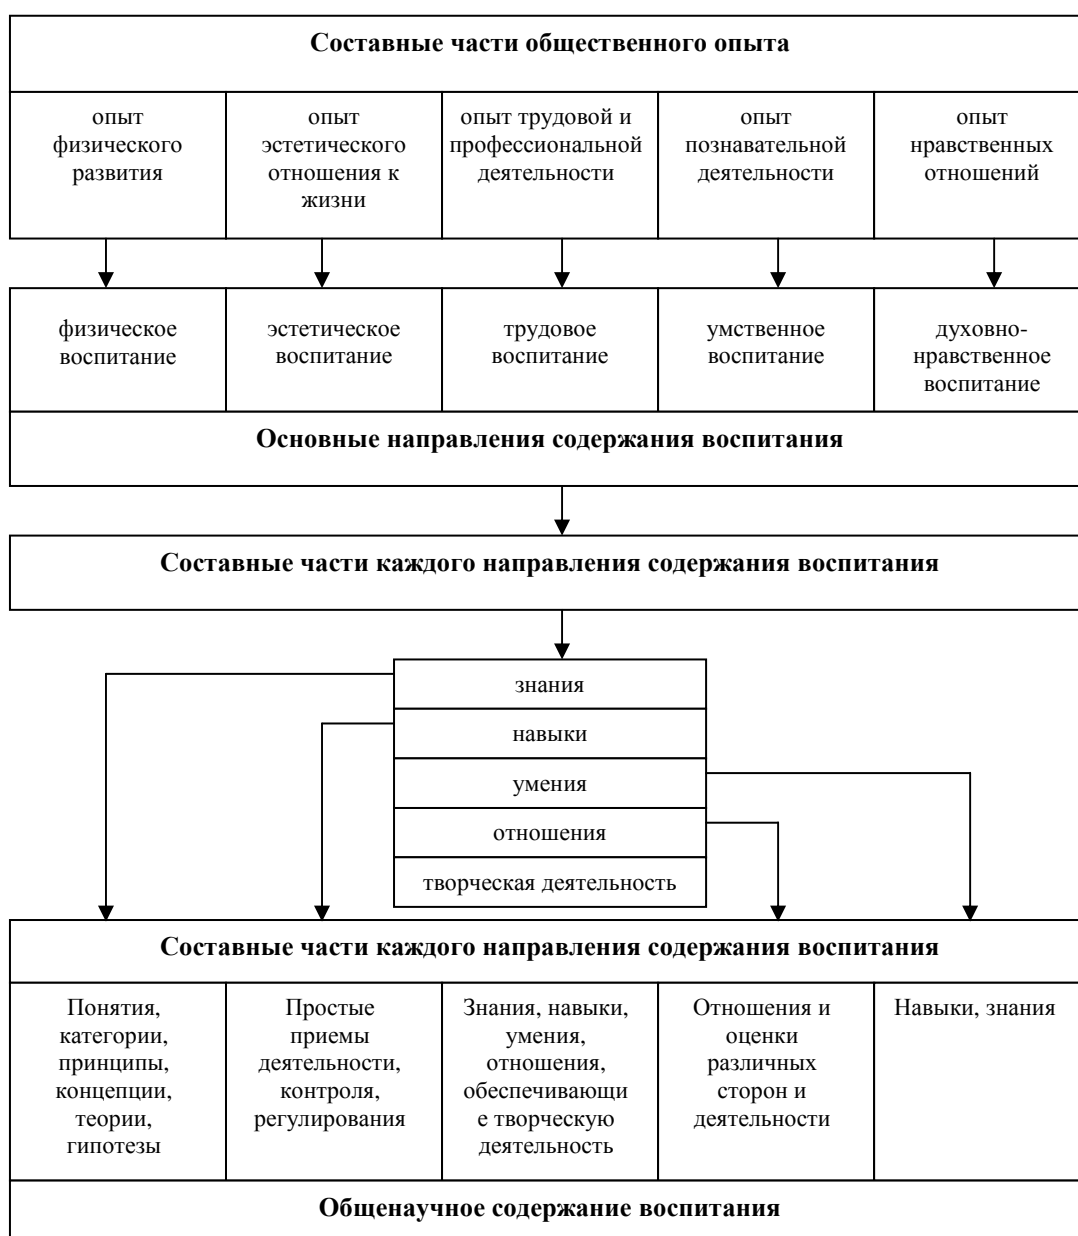 Составные части общественного опыта
опыт
физического
развития
опыт
эстетического
отношения к
жизни
опыт трудовой и
профессиональной
деятельности
опыт
познавательной
деятельности
опыт
нравственных
отношений
физическое
воспитание
эстетическое
воспитание
трудовое
воспитание
умственное
воспитание
духовно-
нравственное
воспитание
Основные направления содержания воспитания
Составные части каждого направления содержания воспитания
знания
навыки
умения
отношения
творческая деятельность
Составные части каждого направления содержания воспитания
Понятия,
категории,
принципы,
концепции,
теории,
гипотезы
Простые
приемы
деятельности,
контроля,
регулирования
Знания, навыки,
умения,
отношения,
обеспечивающи
е творческую
деятельность
Отношения и
оценки
различных
сторон и
деятельности
Навыки, знания
Общенаучное содержание воспитания